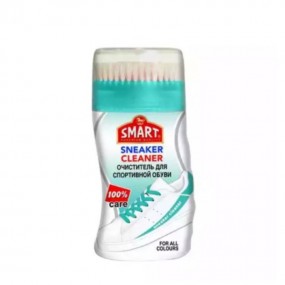 SMART
SNEAKER
CLEANER
ОЧИСТИТЕЛЬ ДЛЯ
СПОРТИВНОЙ ОБУВИ
100%
care
FOR ALL
COLOURS